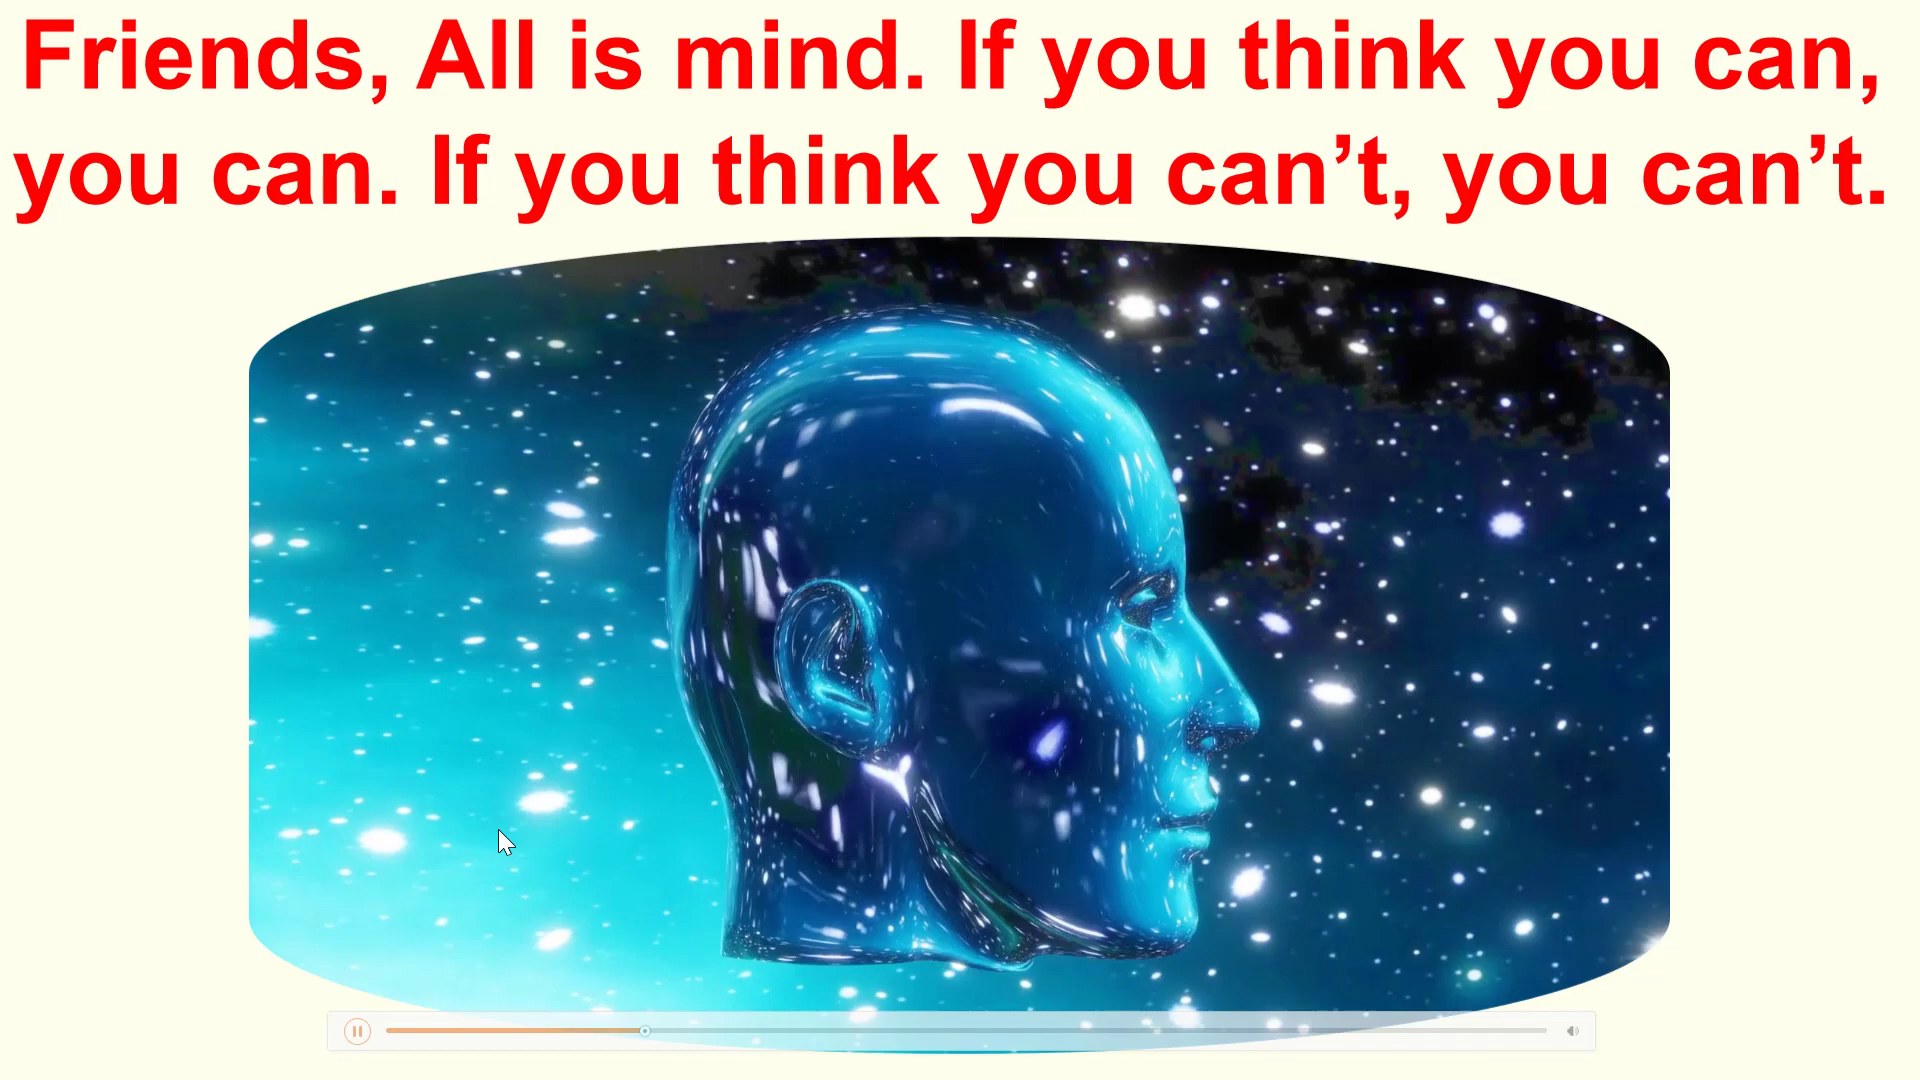 Friends, All is mind. If you think you can,
you can. If you think you can’t, you can’t.